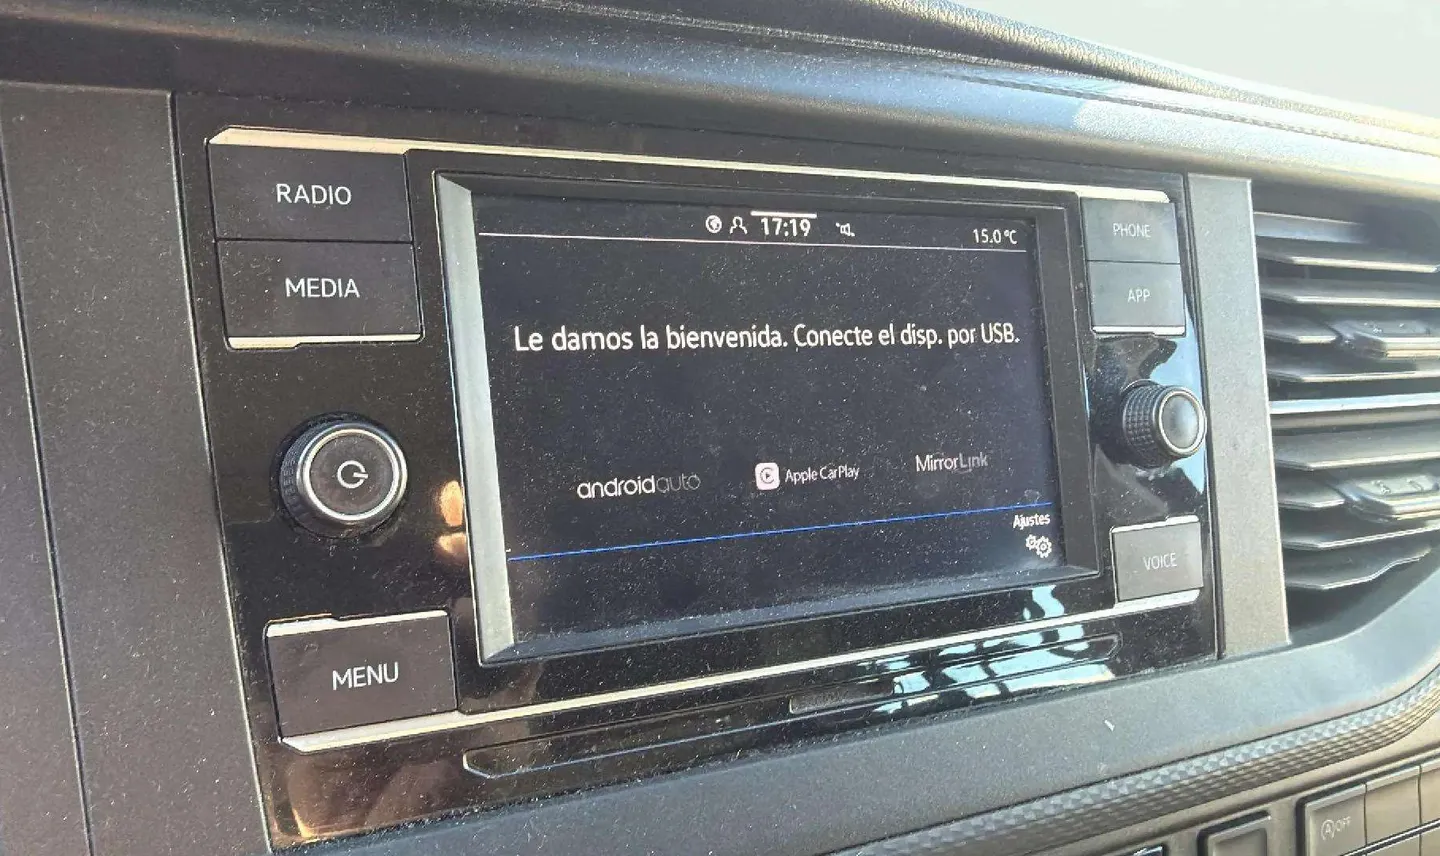 RADIO
MEDIA
17:19
15.0°C
PHONE
APP
Le damos la bienvenida. Conecte el disp. por USB.
androidauto
Apple CarPlay
MirrorLink
Ajustes
VOICE
MENU
A OFF